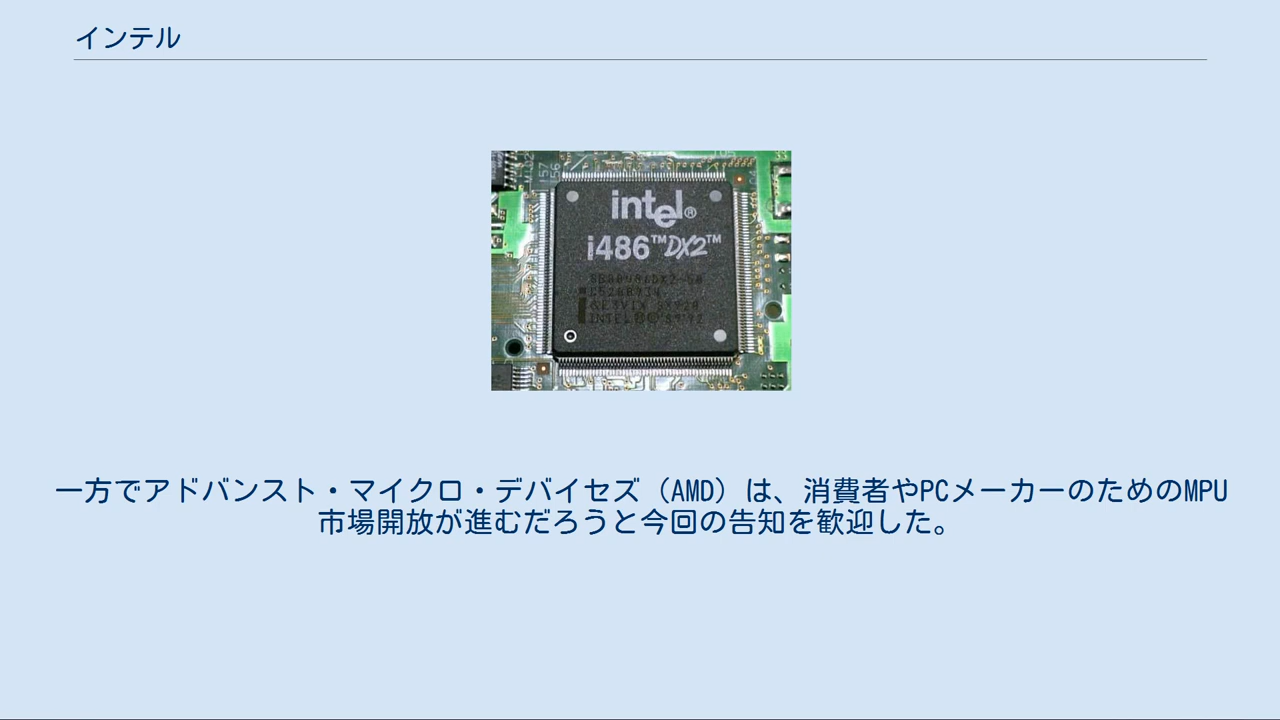 インテル
intel®
i486™DX2™
一方でアドバンスト・マイクロ・デバイセズ（AMD）は、消費者やPCメーカーのためのMPU
市場開放が進むだろうと今回の告知を歓迎した。